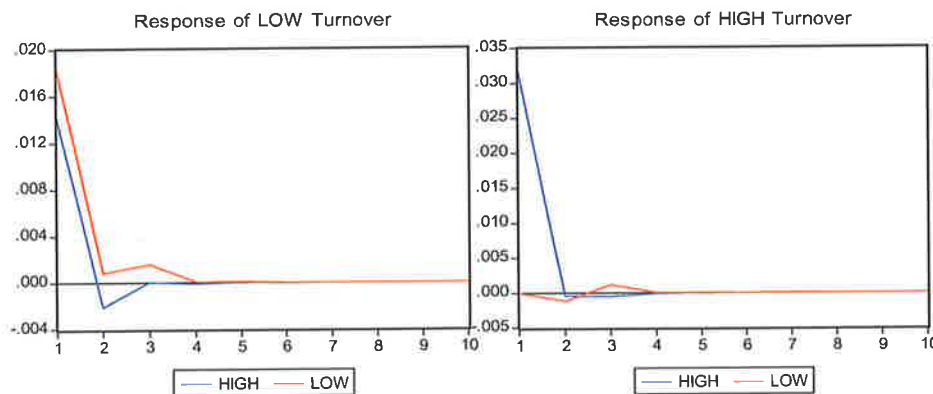 Response of LOW Turnover
.020
.016
.012
.008
.004
.000
-.004
1 2 3 4 5 6 7 8 9 10
HIGH LOW
Response of HIGH Turnover
.035
.030
.025
.020
.015
.010
.005
.000
-.005
1 2 3 4 5 6 7 8 9 10
HIGH LOW